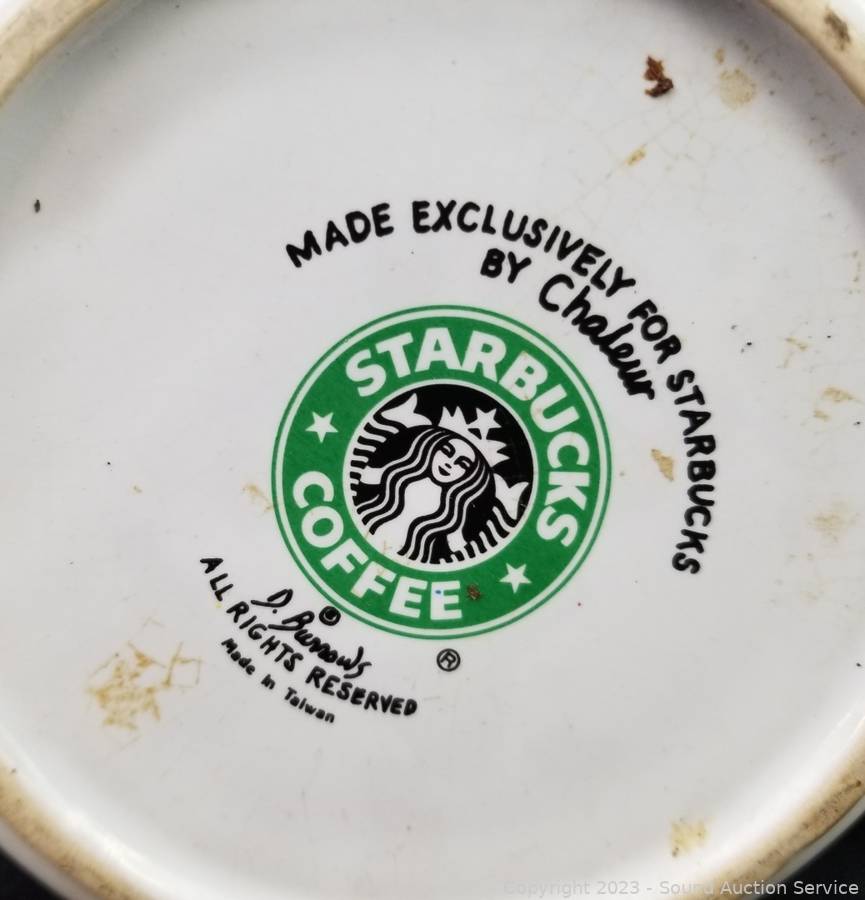 MADE EXCLUSIVELY FOR STARBUCKS
BY Chaleur
STARBUCKS
COFFEE
®
© D. Burrows
ALL RIGHTS RESERVED
Made in Taiwan
Copyright 2023 - Sound Auction Service